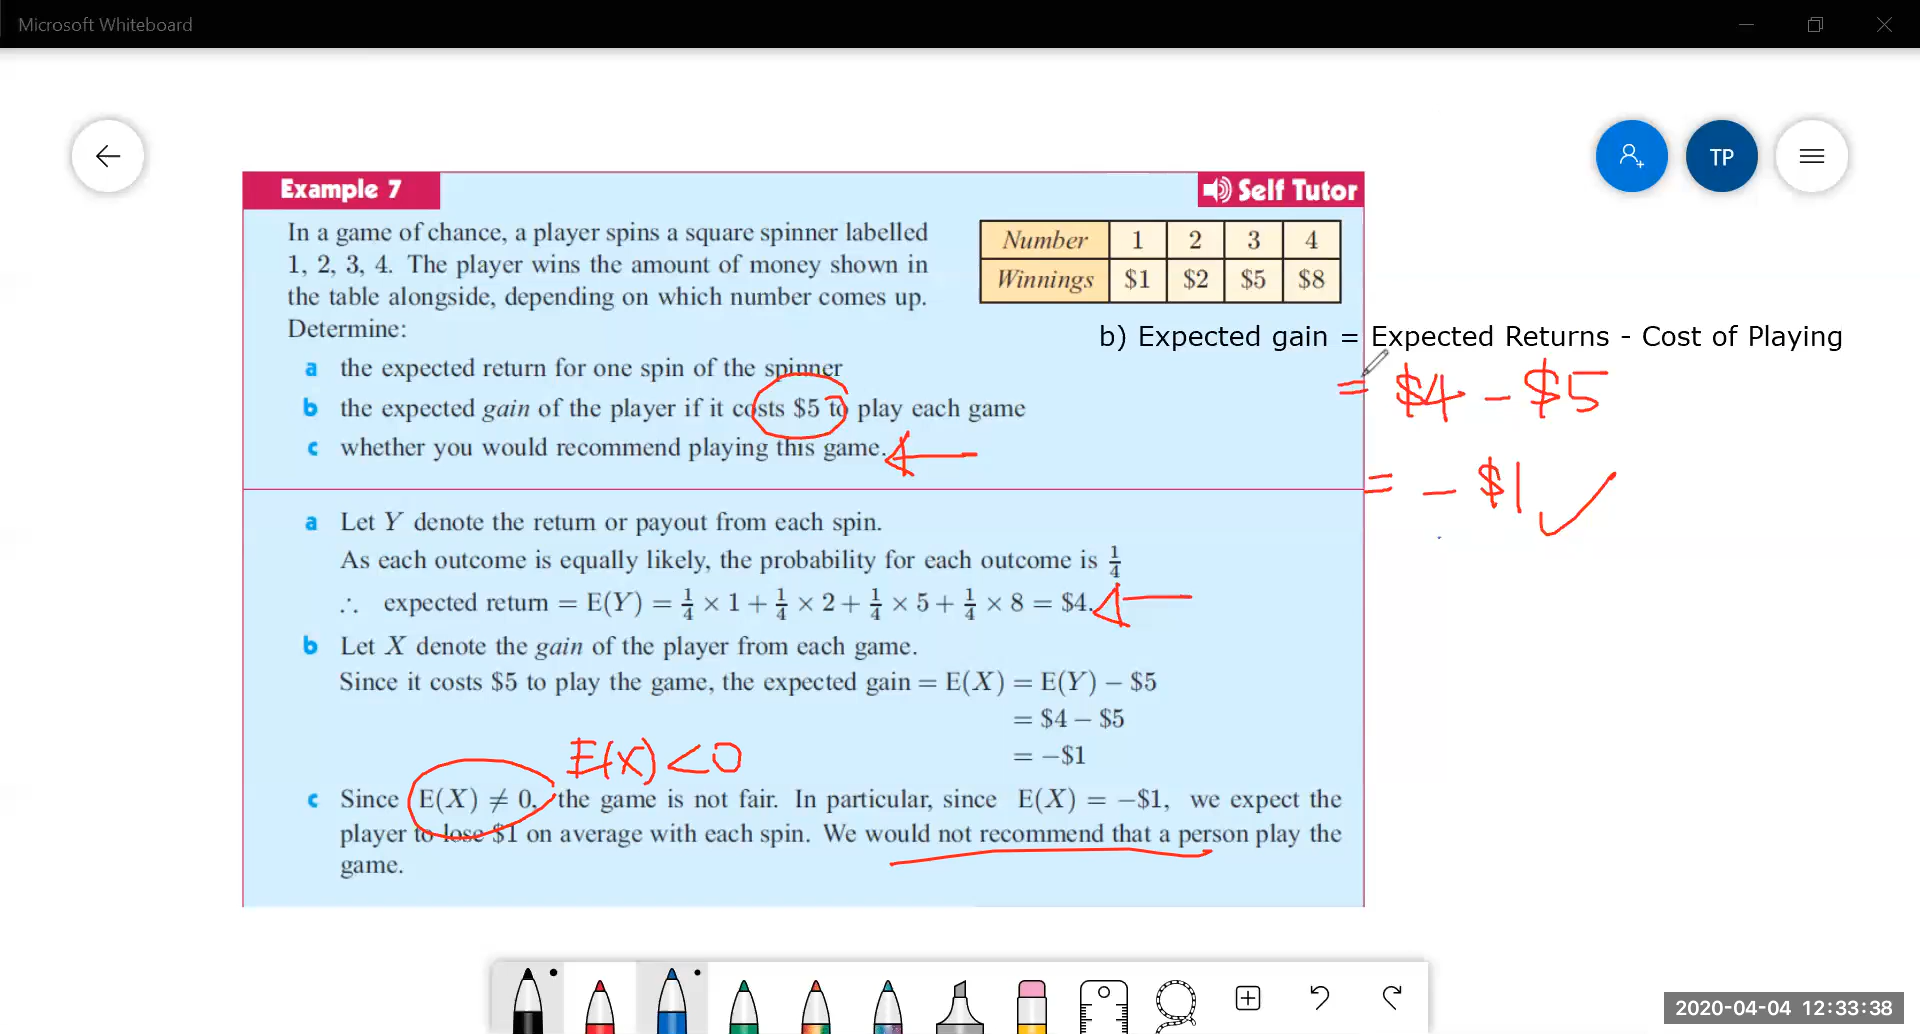 Microsoft Whiteboard
TP
Example 7
Self Tutor
In a game of chance, a player spins a square spinner labelled
1, 2, 3, 4. The player wins the amount of money shown in
the table alongside, depending on which number comes up.
Determine:
Number 1 2 3 4
Winnings $1 $2 $5 $8
b) Expected gain = Expected Returns - Cost of Playing
= $4 - $5
= - $1
a the expected return for one spin of the spinner
b the expected gain of the player if it costs $5 to play each game
c whether you would recommend playing this game.
a Let Y denote the return or payout from each spin.
As each outcome is equally likely, the probability for each outcome is 1/4
∴ expected return = E(Y) = 1/4 × 1 + 1/4 × 2 + 1/4 × 5 + 1/4 × 8 = $4.
b Let X denote the gain of the player from each game.
Since it costs $5 to play the game, the expected gain = E(X) = E(Y) − $5
= $4 − $5
= −$1
E(X) < 0
c Since E(X) ≠ 0, the game is not fair. In particular, since E(X) = −$1, we expect the
player to lose $1 on average with each spin. We would not recommend that a person play the
game.
2020-04-04 12:33:38